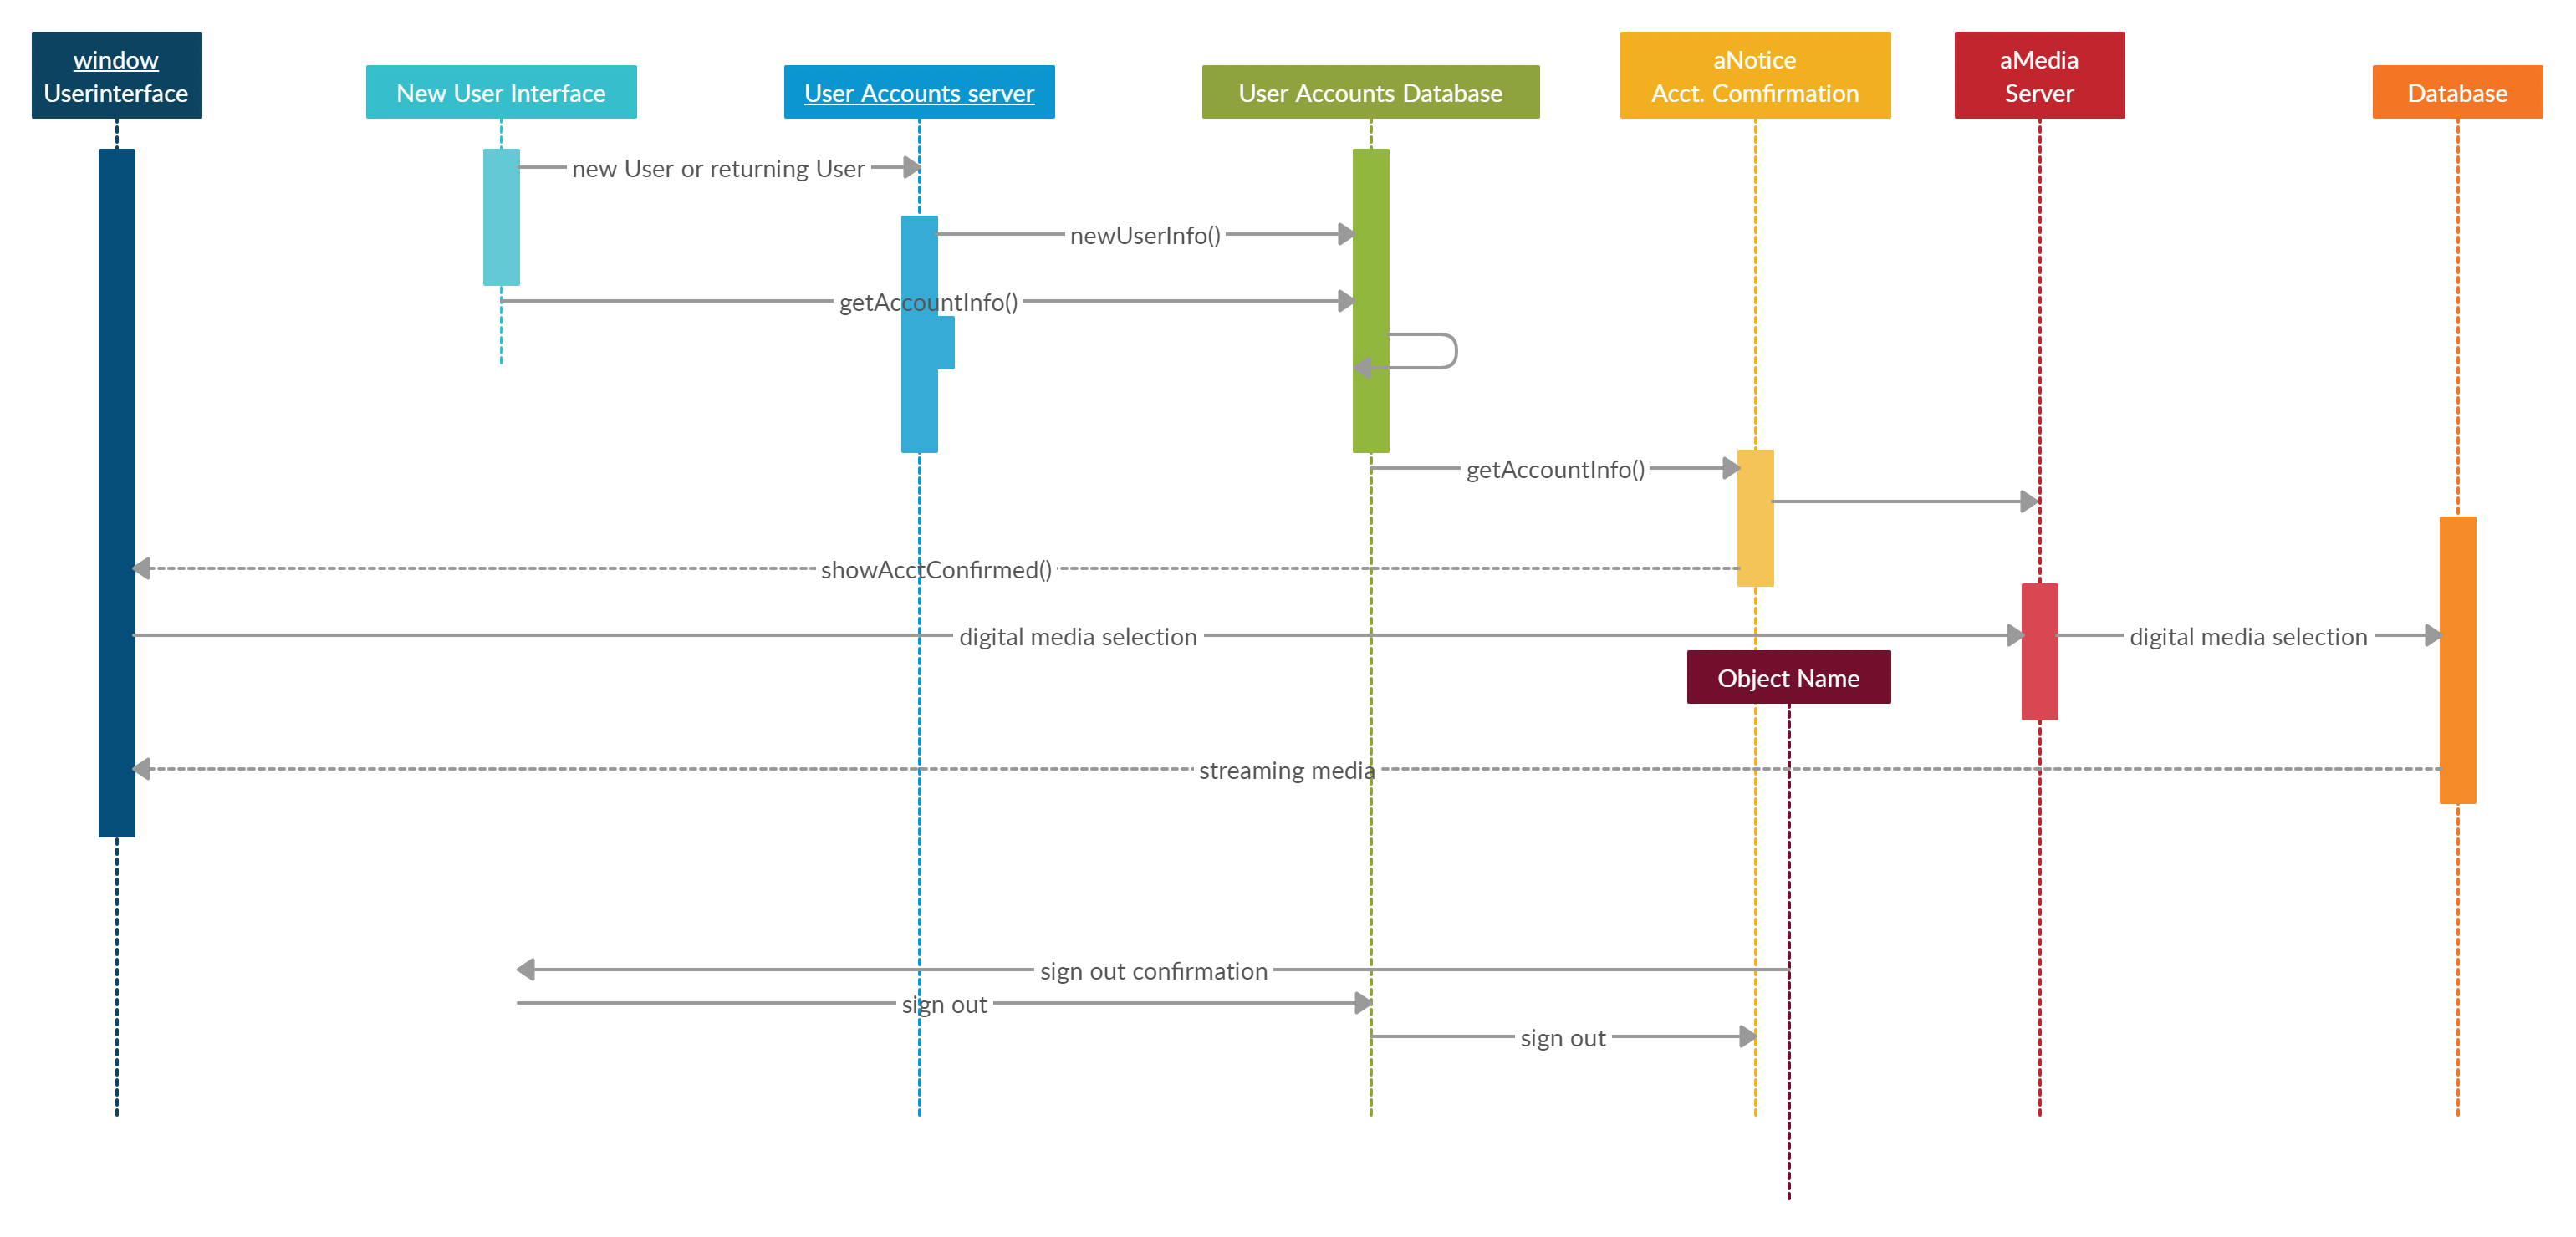 window
Userinterface
New User Interface
User Accounts server
User Accounts Database
aNotice
Acct. Comfirmation
aMedia
Server
Database
new User or returning User
newUserInfo()
getAccountInfo()
getAccountInfo()
showAcctConfirmed()
digital media selection
digital media selection
Object Name
streaming media
sign out confirmation
sign out
sign out